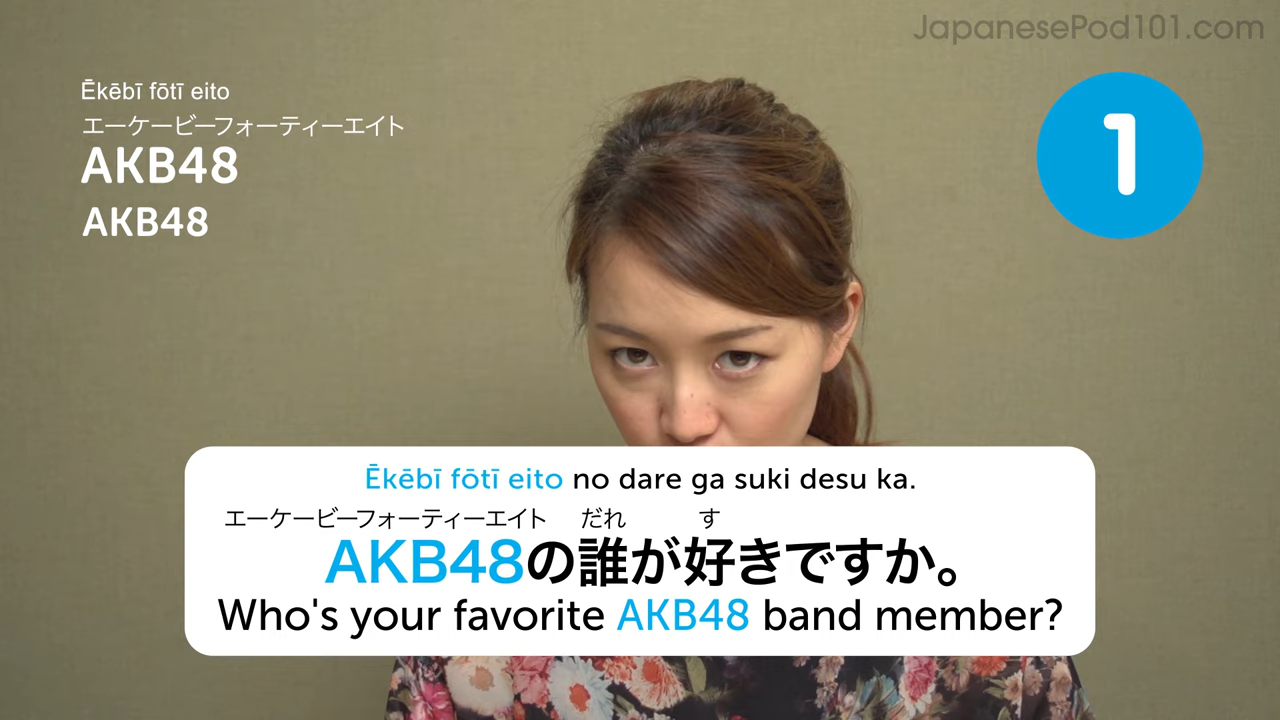 JapanesePod101.com
Ēkēbī fōtī eito
エーケービーフォーティーエイト
AKB48
AKB48
1
Ēkēbī fōtī eito no dare ga suki desu ka.
エーケービーフォーティーエイト だれ す
AKB48の誰が好きですか。
Who's your favorite AKB48 band member?